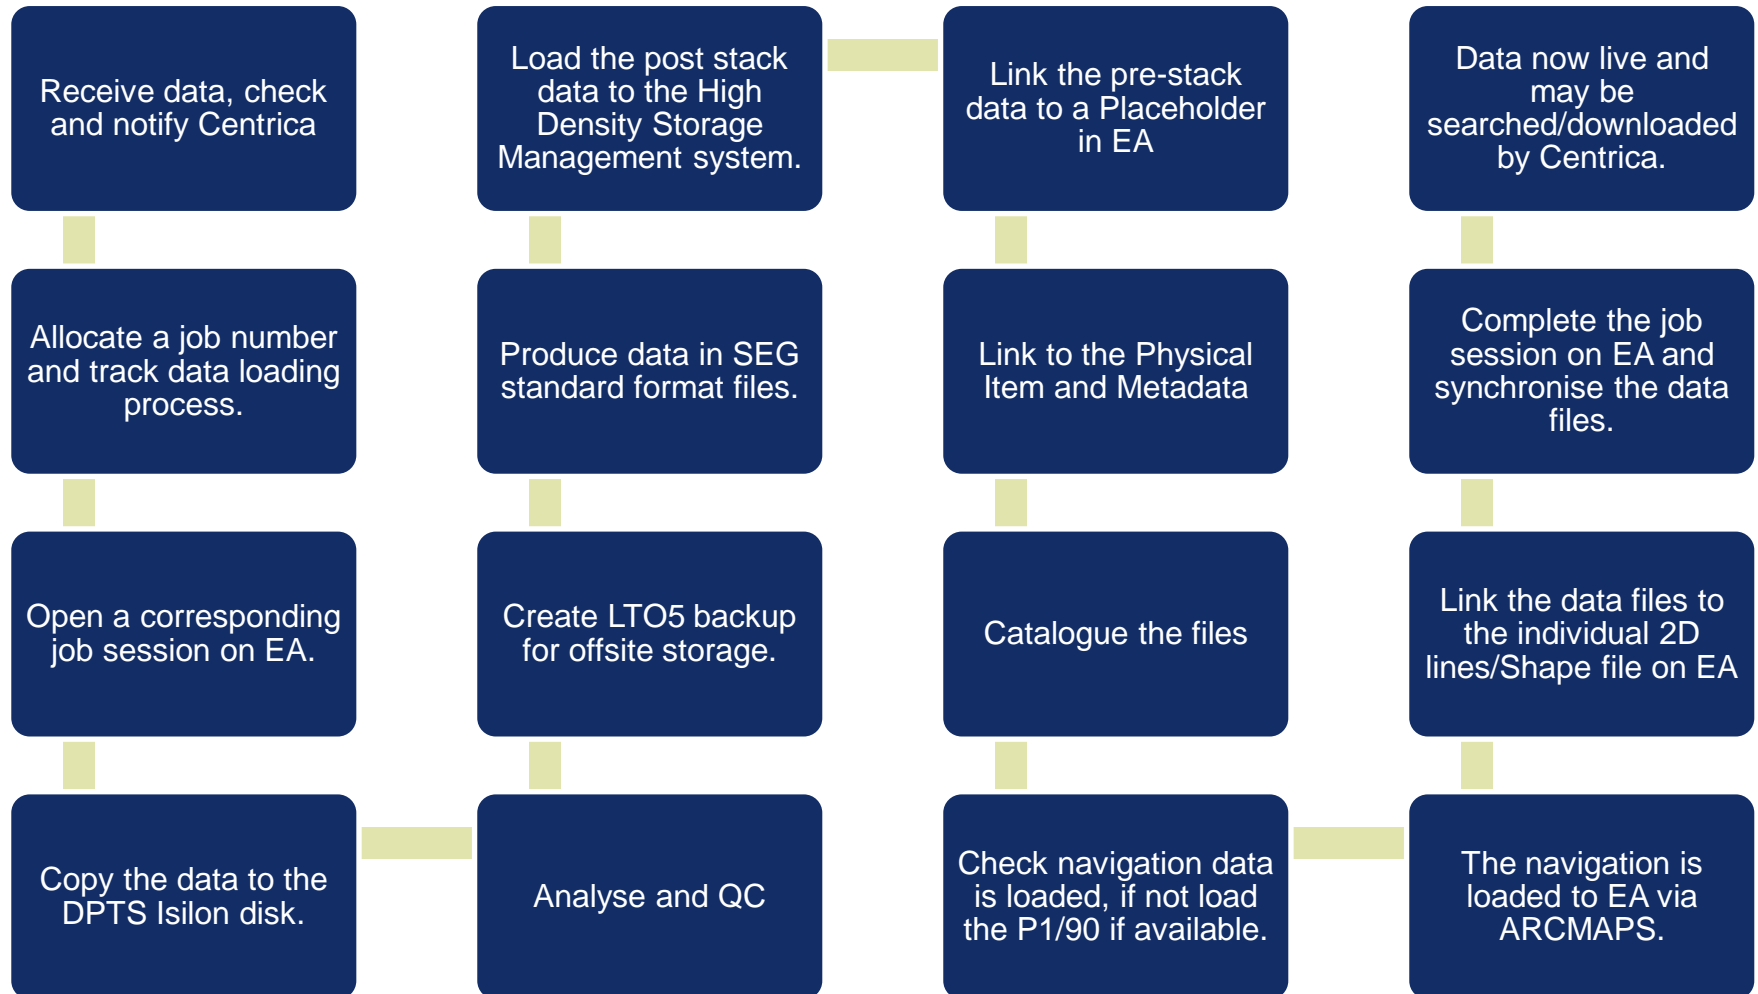 Receive data, check
and notify Centrica
Allocate a job number
and track data loading
process.
Open a corresponding
job session on EA.
Copy the data to the
DPTS Isilon disk.
Analyse and QC
Create LTO5 backup
for offsite storage.
Produce data in SEG
standard format files.
Load the post stack
data to the High
Density Storage
Management system.
Link the pre-stack
data to a Placeholder
in EA
Link to the Physical
Item and Metadata
Catalogue the files
Check navigation data
is loaded, if not load
the P1/90 if available.
The navigation is
loaded to EA via
ARCMAPS.
Link the data files to
the individual 2D
lines/Shape file on EA
Complete the job
session on EA and
synchronise the data
files.
Data now live and
may be
searched/downloaded
by Centrica.